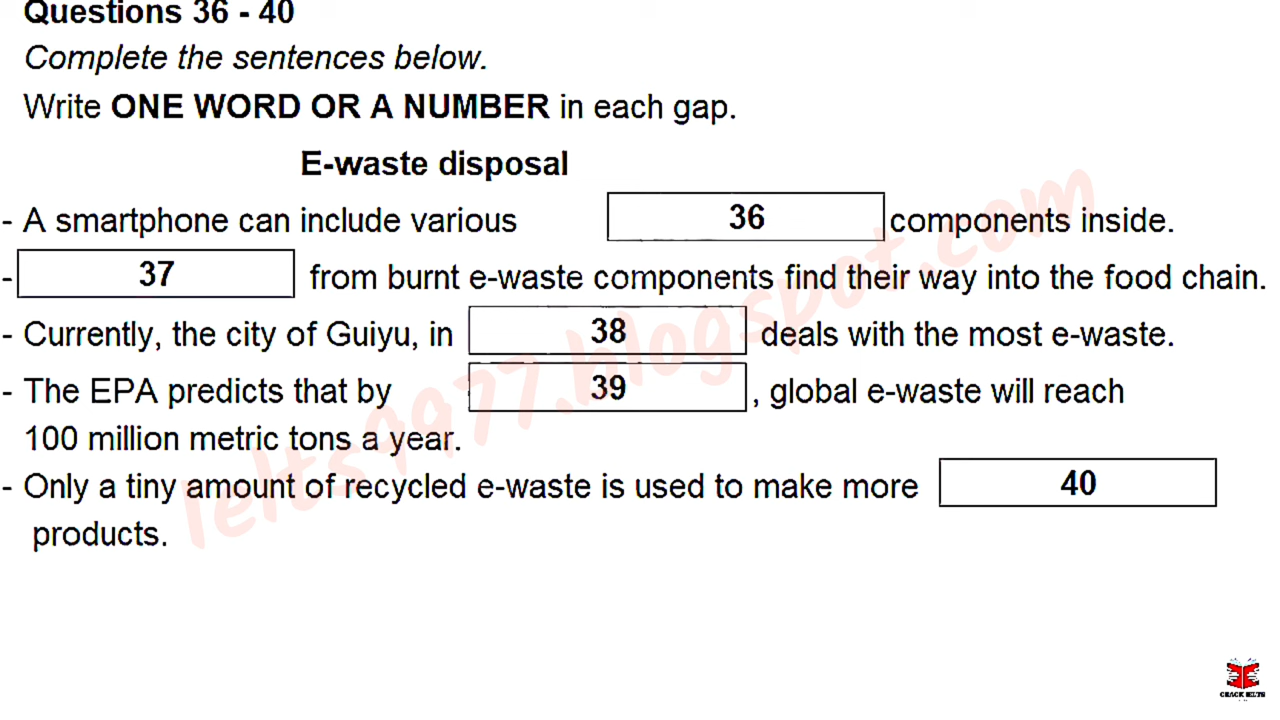 Questions 36 - 40
Complete the sentences below.
Write ONE WORD OR A NUMBER in each gap.
E-waste disposal
- A smartphone can include various 36 components inside.
- 37 from burnt e-waste components find their way into the food chain.
- Currently, the city of Guiyu, in 38 deals with the most e-waste.
- The EPA predicts that by 39 , global e-waste will reach
100 million metric tons a year.
- Only a tiny amount of recycled e-waste is used to make more 40
products.
Ielts9977.blogspot.com
CRACK IELTS